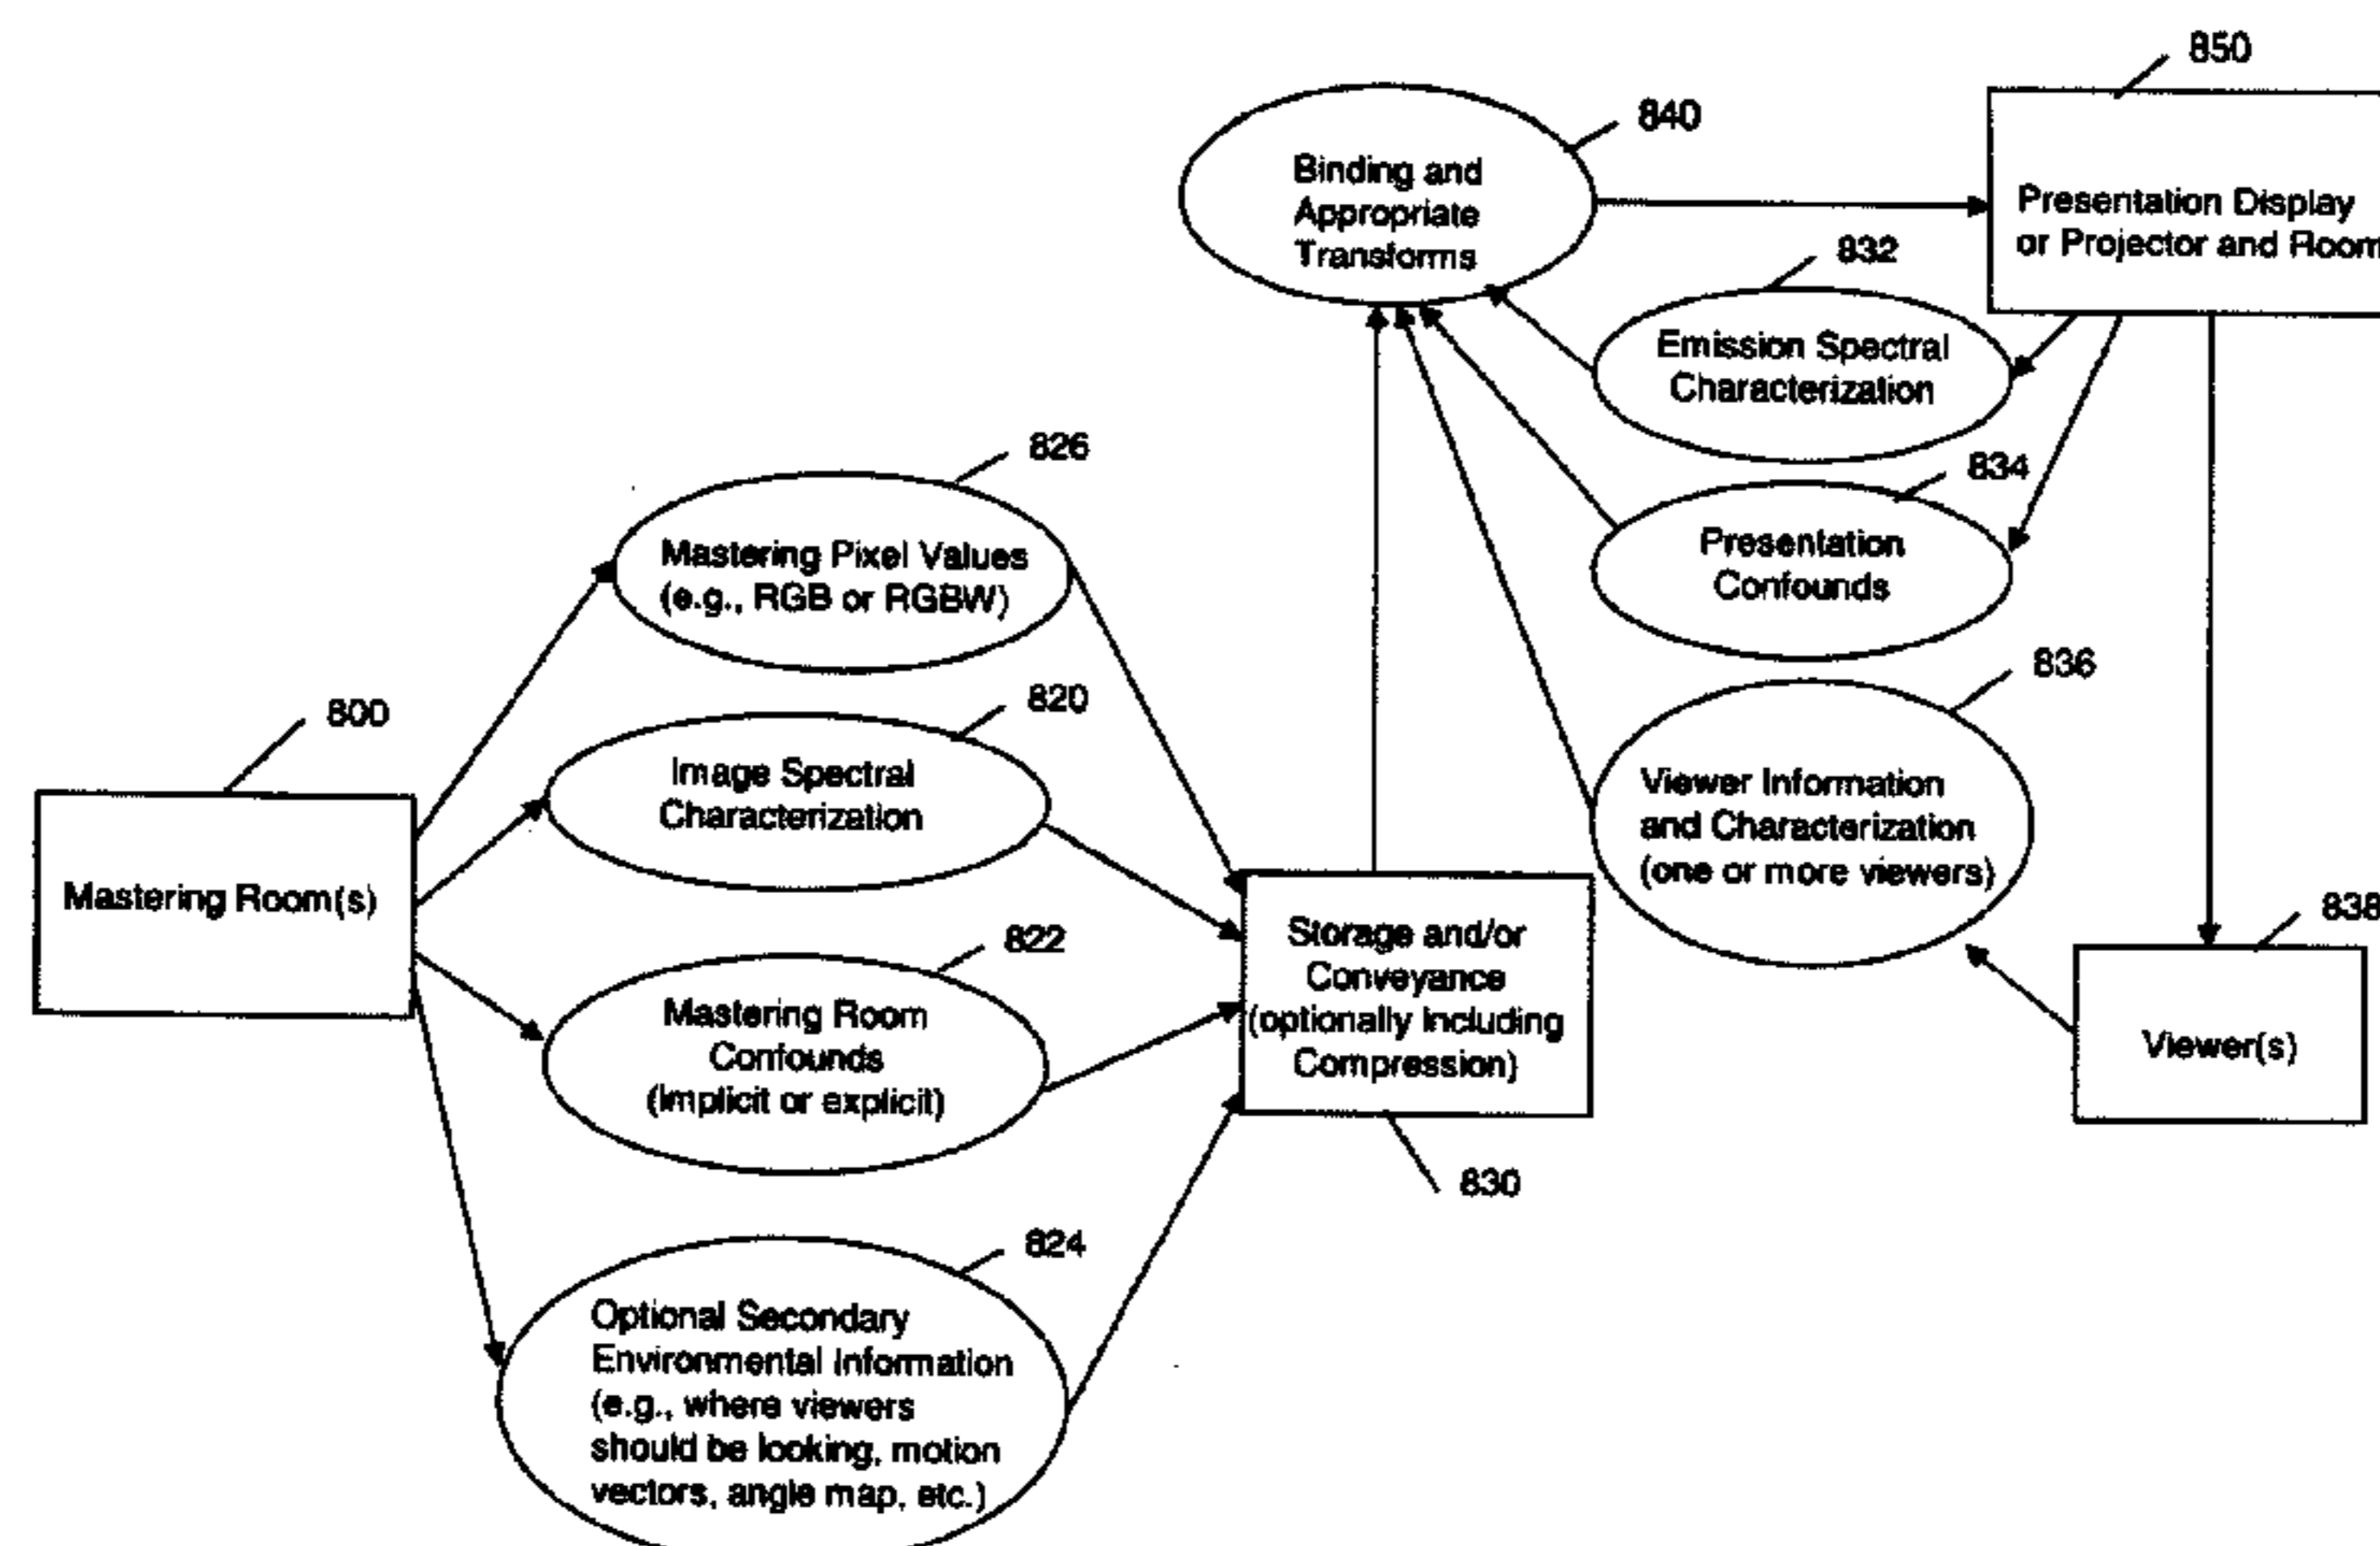 850
840
Binding and
Appropriate
Transforms
Presentation Display
or Projector and Room
832
Emission Spectral
Characterization
826
834
Mastering Pixel Values
(e.g., RGB or RGBW)
Presentation
Confounds
836
800
820
Image Spectral
Characterization
Viewer Information
and Characterization
(one or more viewers)
Mastering Room(s)
838
822
Storage and/or
Conveyance
(optionally including
Compression)
Mastering Room
Confounds
(implicit or explicit)
Viewer(s)
830
824
Optional Secondary
Environmental Information
(e.g., where viewers
should be looking, motion
vectors, angle map, etc.)